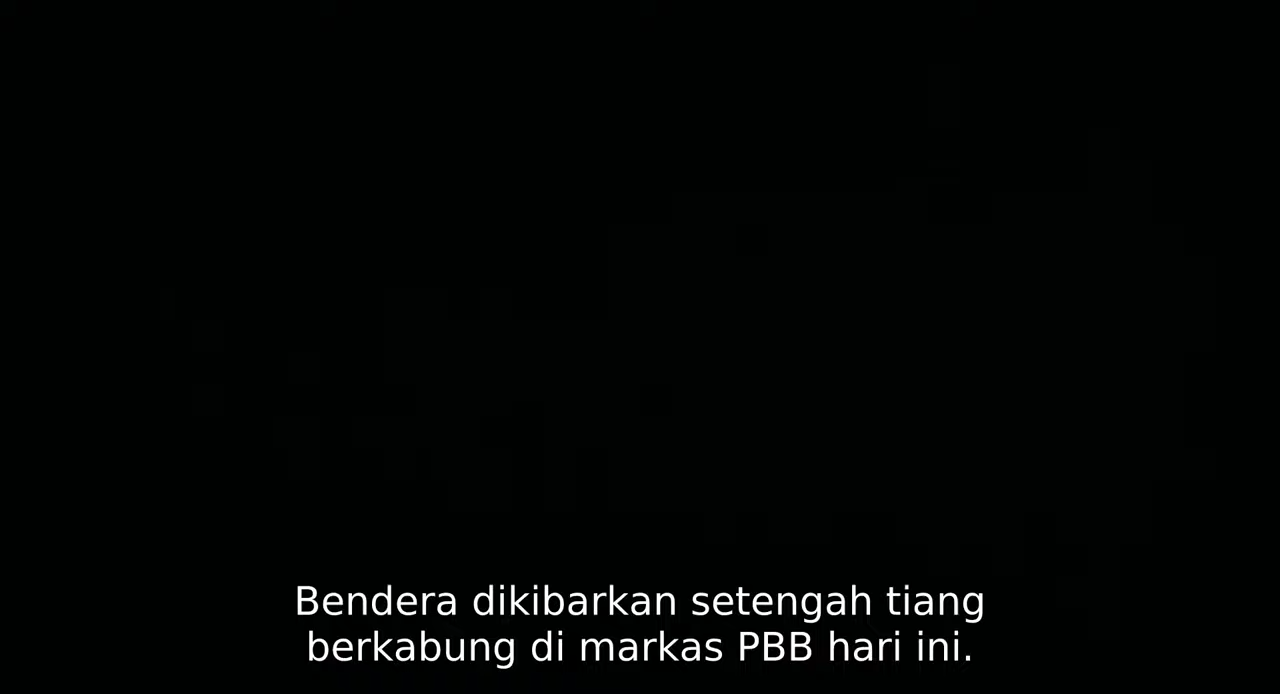 Bendera dikibarkan setengah tiang
berkabung di markas PBB hari ini.